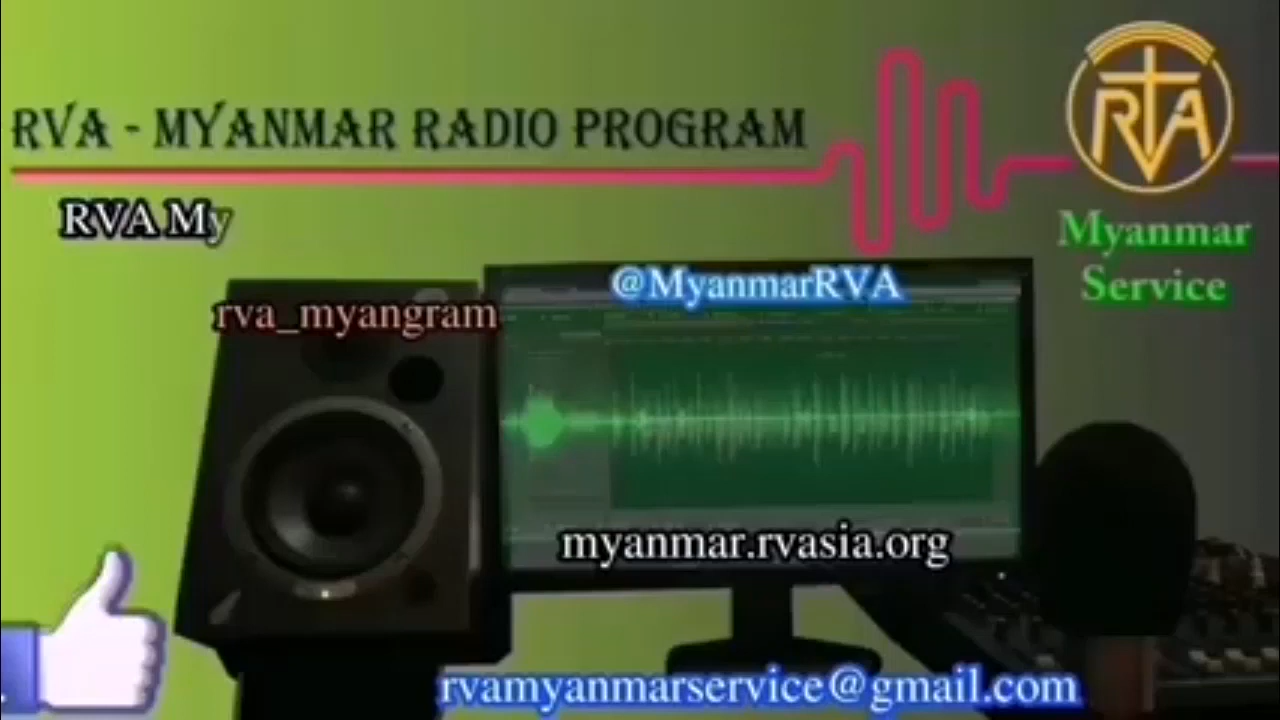 RVA - MYANMAR RADIO PROGRAM
RVA
Myanmar
Service
RVA My
@MyanmarRVA
rva_myangram
myanmar.rvasia.org
rvamyanmarservice@gmail.com